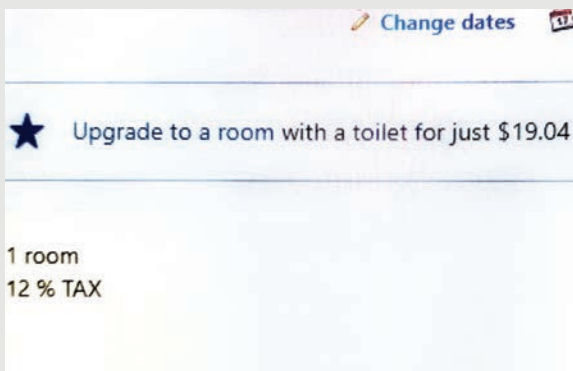 Change dates
Upgrade to a room with a toilet for just $19.04
1 room
12 % TAX